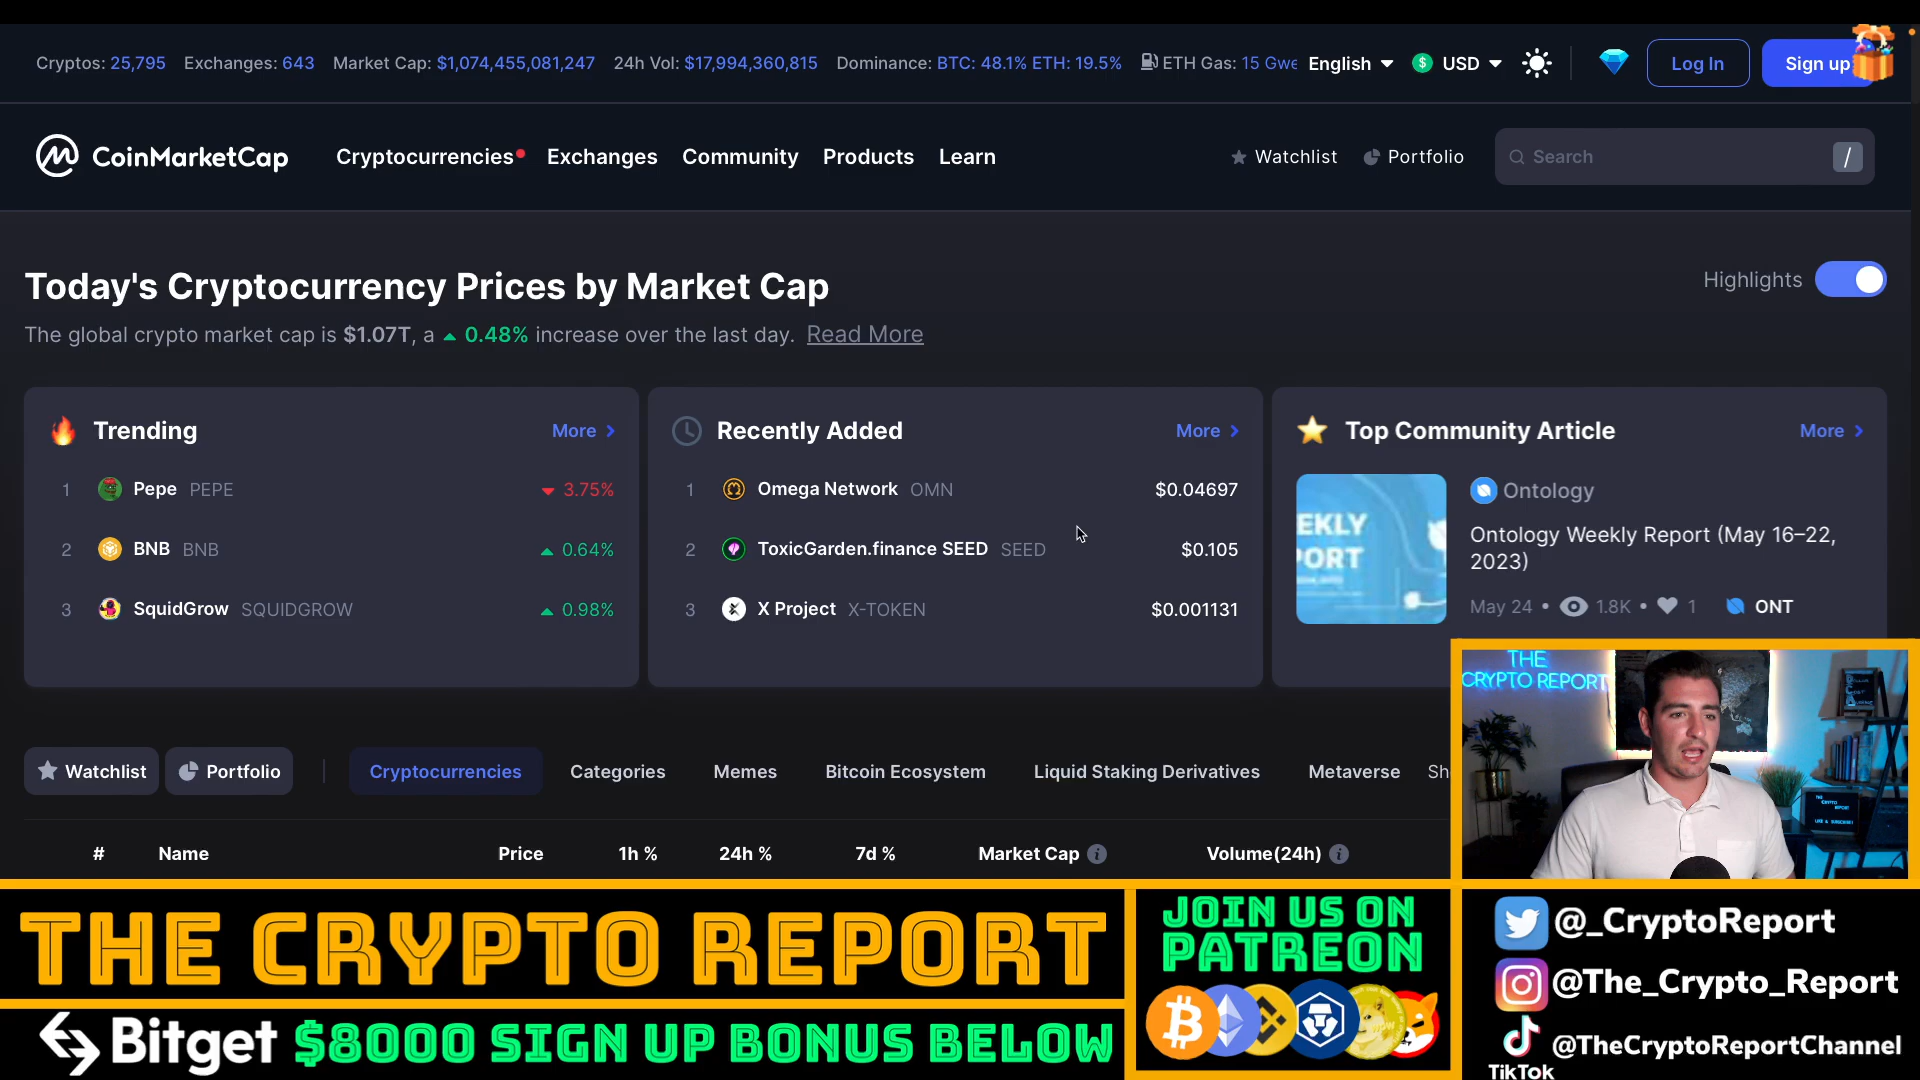 Cryptos: 25,795 Exchanges: 643 Market Cap: $1,074,455,081,247 24h Vol: $17,994,360,815 Dominance: BTC: 48.1% ETH: 19.5% ETH Gas: 15 Gwe English USD Log In Sign up
CoinMarketCap Cryptocurrencies Exchanges Community Products Learn Watchlist Portfolio Search /
Today's Cryptocurrency Prices by Market Cap
Highlights
The global crypto market cap is $1.07T, a 0.48% increase over the last day. Read More
Trending More
1 Pepe PEPE 3.75%
2 BNB BNB 0.64%
3 SquidGrow SQUIDGROW 0.98%
Recently Added More
1 Omega Network OMN $0.04697
2 ToxicGarden.finance SEED SEED $0.105
3 X Project X-TOKEN $0.001131
Top Community Article More
EKLY
PORT
Ontology
Ontology Weekly Report (May 16–22,
2023)
May 24 • 1.8K • 1 ONT
Watchlist Portfolio Cryptocurrencies Categories Memes Bitcoin Ecosystem Liquid Staking Derivatives Metaverse Sh
# Name Price 1h % 24h % 7d % Market Cap Volume(24h)
THE
CRYPTO REPORT
THE CRYPTO REPORT
Bitget $8000 SIGN UP BONUS BELOW
JOIN US ON
PATREON
@_CryptoReport
@The_Crypto_Report
@TheCryptoReportChannel
TikTok